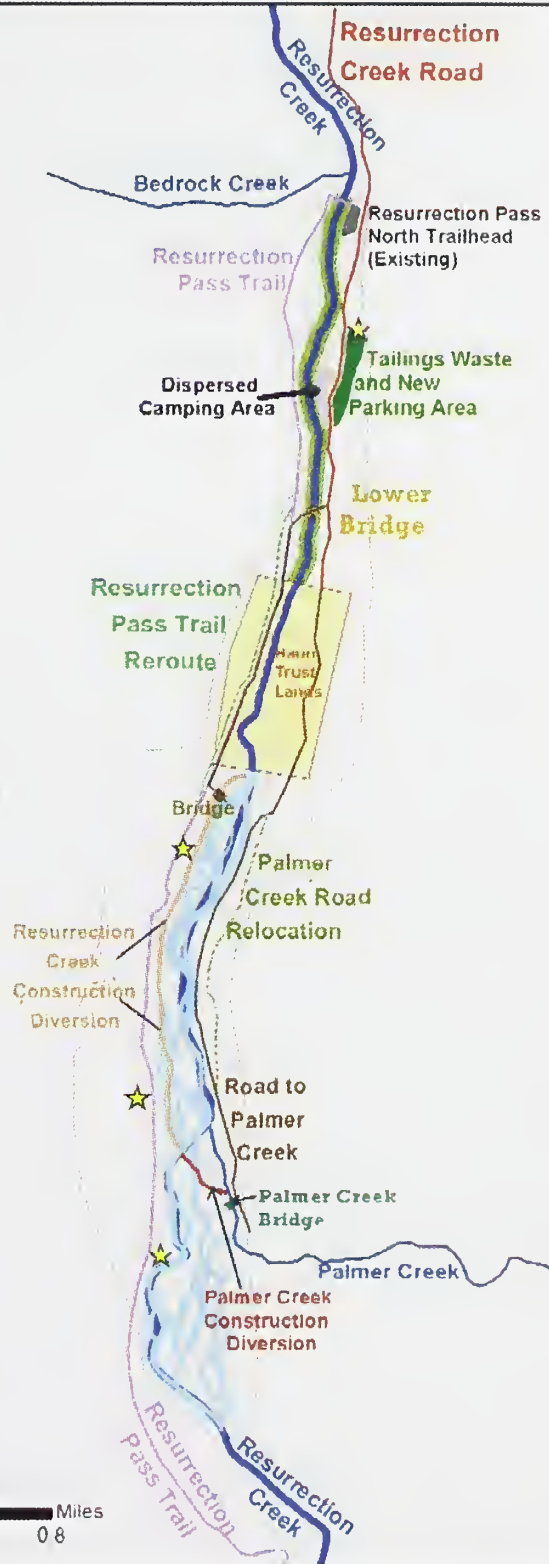 Resurrection
Creek Road
Resurrection
Creek
Bedrock Creek
Resurrection Pass
North Trailhead
(Existing)
Resurrection
Pass Trail
Tailings Waste
and New
Parking Area
Dispersed
Camping Area
Lower
Bridge
Resurrection
Pass Trail
Reroute
Trust
Lands
Bridge
Palmer
Creek Road
Relocation
Resurrection
Creek
Construction
Diversion
Road to
Palmer
Creek
Palmer Creek
Bridge
Palmer Creek
Palmer Creek
Construction
Diversion
Resurrection
Pass Trail
Resurrection
Creek
Miles
0 8